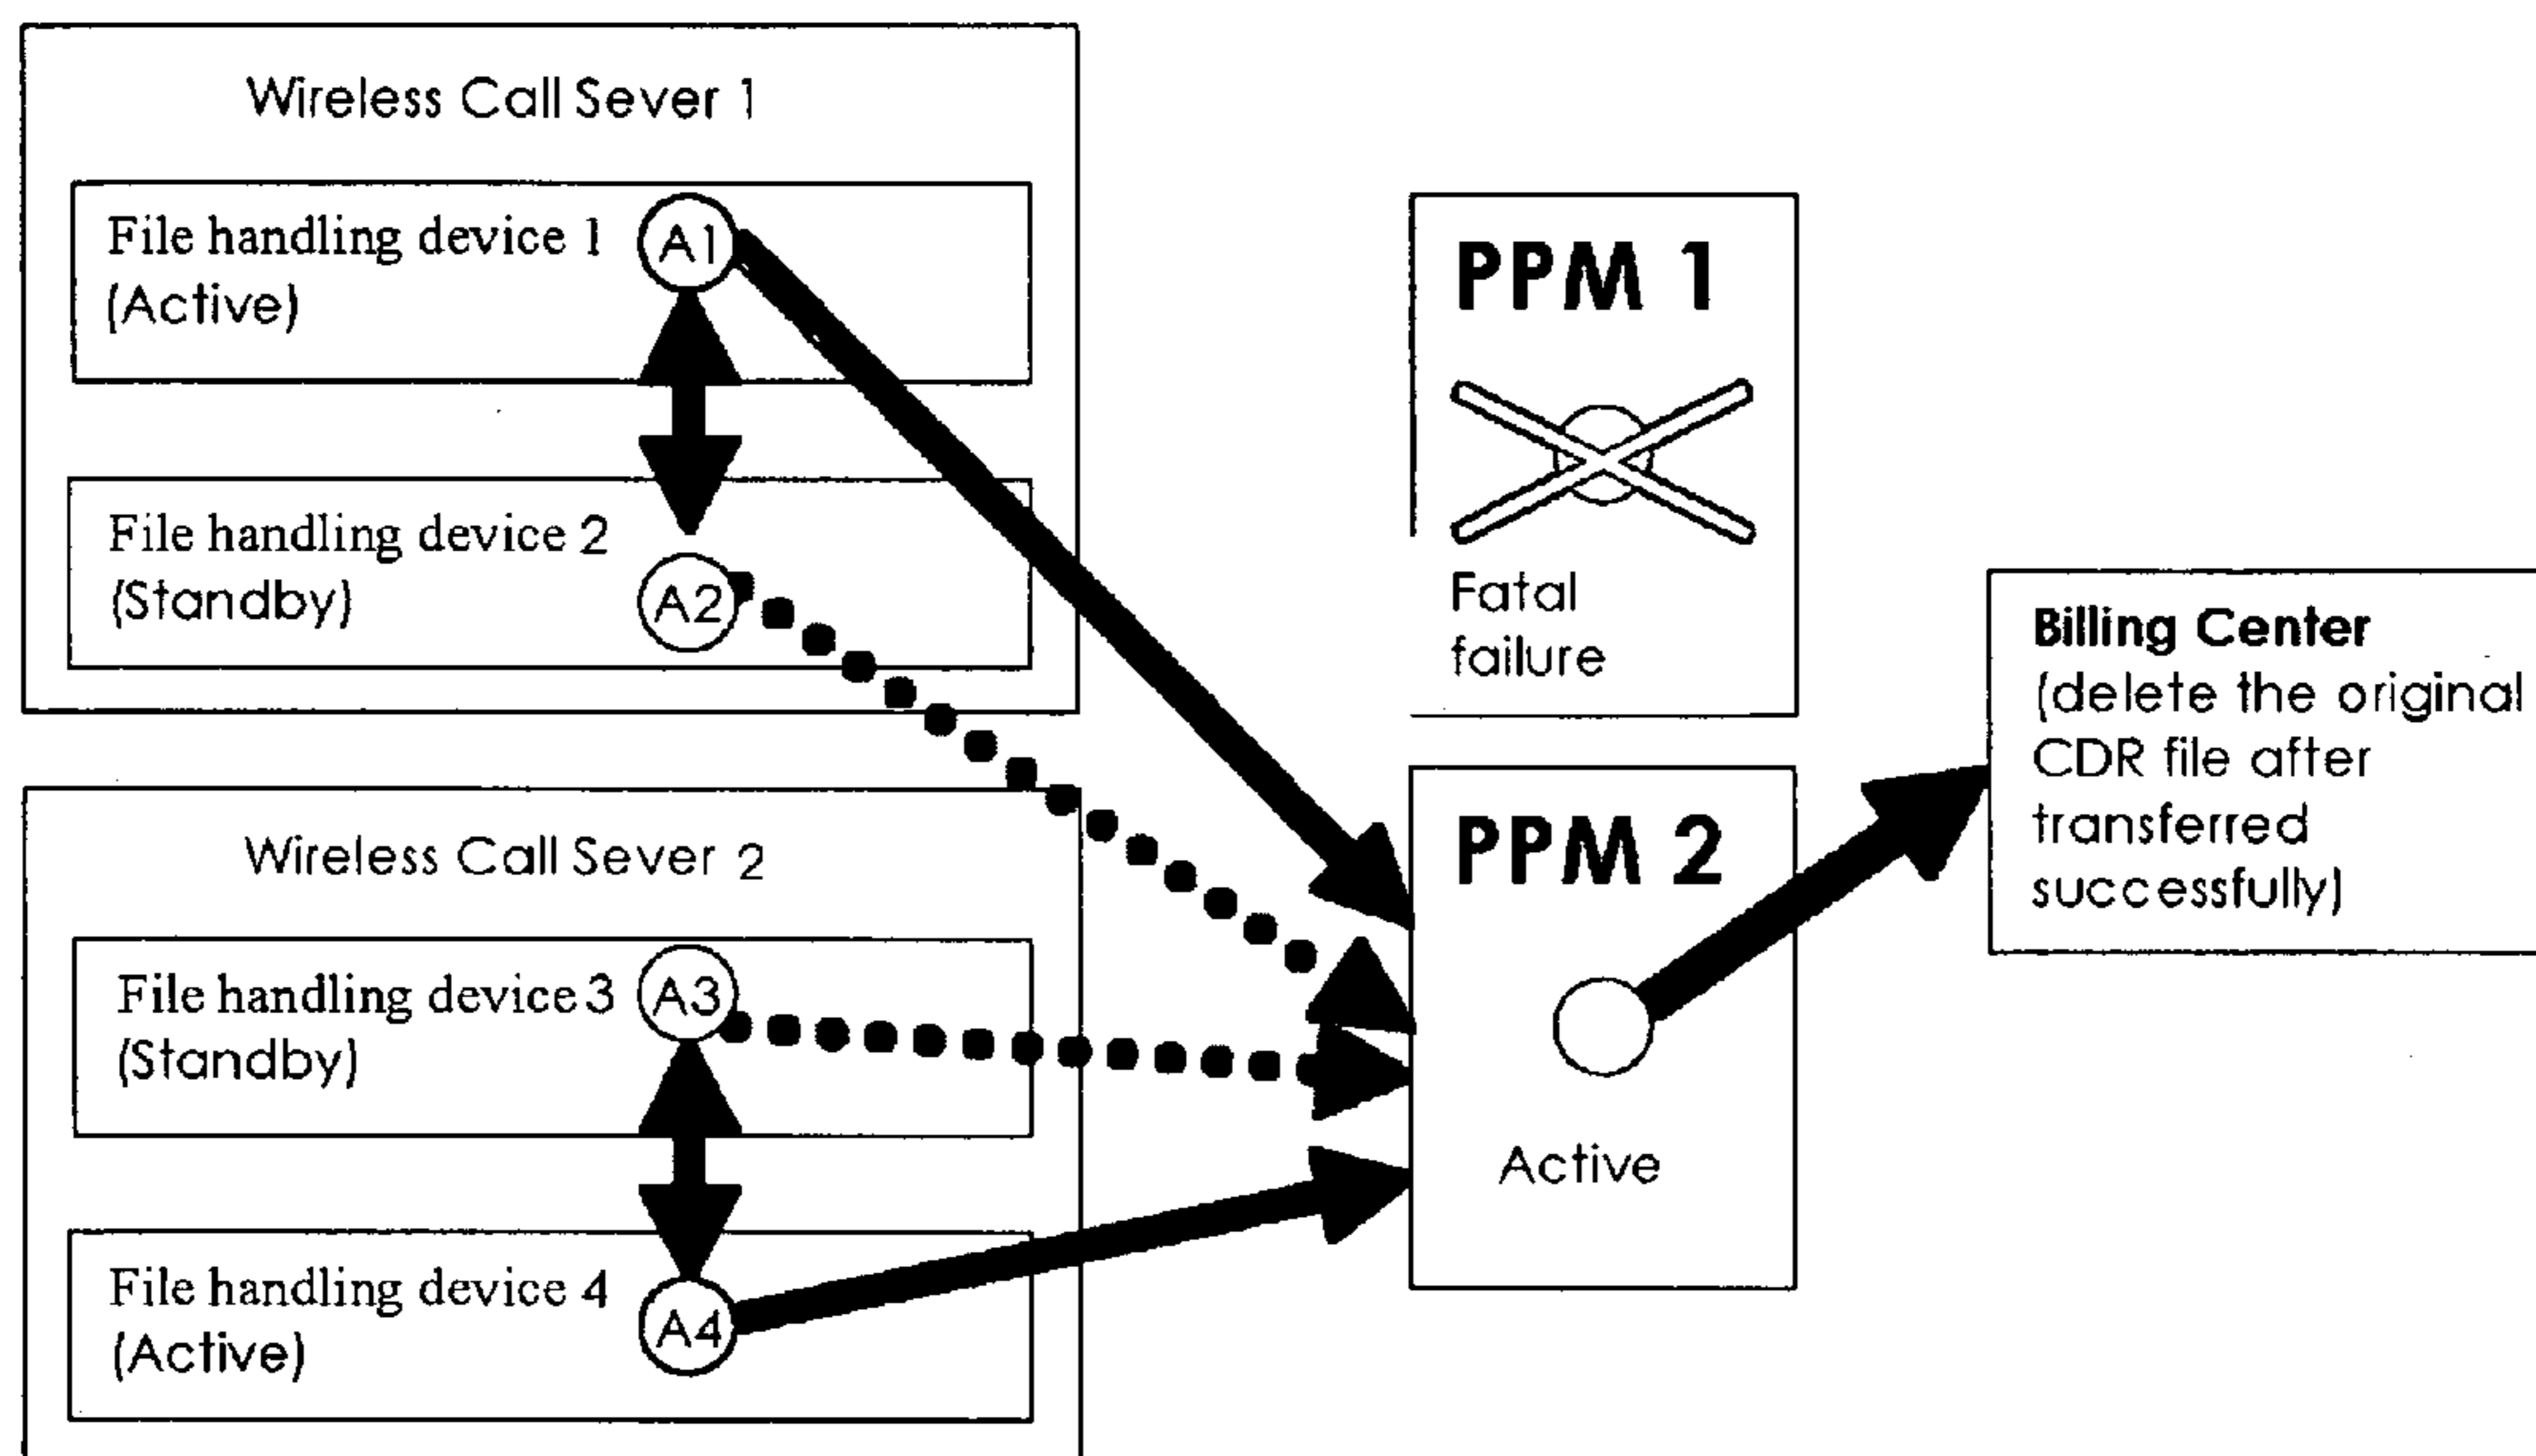 Wireless Call Sever 1
File handling device 1
(Active)
A1
File handling device 2
(Standby)
A2
Wireless Call Sever 2
File handling device 3
(Standby)
A3
File handling device 4
(Active)
A4
PPM 1
Fatal
failure
PPM 2
Active
Billing Center
(delete the original
CDR file after
transferred
successfully)